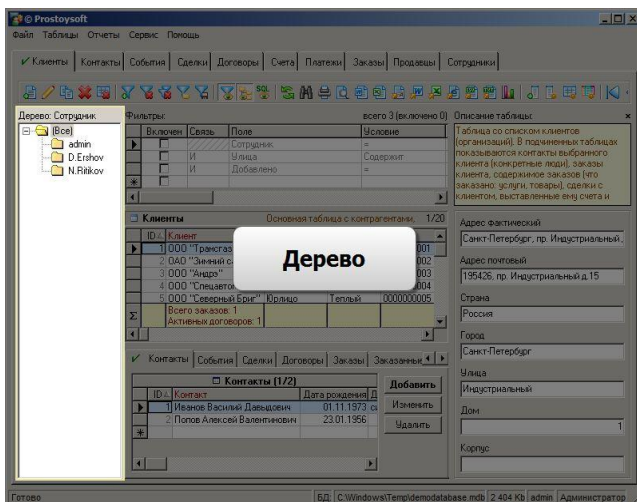 © Prostoysoft
Файл Таблицы Отчеты Сервис Помощь
Клиенты Контакты События Сделки Договоры Счета Платежи Заказы Продавцы Сотрудники
Дерево: Сотрудник
(Все)
admin
D.Ershov
N.Ritikov
Фильтры: всего 3 (включено 0)
Включен Связь Поле Условие
Сотрудник =
И Улица Содержит
И Добавлено =
Описание таблицы:
Таблица со списком клиентов
(организаций). В подчиненных таблицах
показываются контакты выбранного
клиента (конкретные люди), заказы
клиента, содержимое заказов (что
заказано: услуги, товары), сделки с
клиентом, выставленные ему счета и
Клиенты Основная таблица с контрагентами, 1/20
ID Клиент
1 ООО "Трансгаз 001
2 ОАО "Зимний с 002
3 ООО "Андрэ" 003
4 ООО "Спецавтон 004
5 ООО "Северный Бриг" Юрлицо Теплый 0000000005
Всего заказов: 1
Активных договоров: 1
Дерево
Контакты События Сделки Договоры Заказы Заказанные
Контакты (1/2)
ID Контакт Дата рождения Д
1 Иванов Василий Давыдович 01.11.1973
2 Попов Алексей Валентинович 23.01.1956
Добавить
Изменить
Удалить
Адрес фактический
Санкт-Петербург, пр. Индустриальный,
Адрес почтовый
195426, пр. Индустриальный д.15
Страна
Россия
Город
Санкт-Петербург
Улица
Индустриальный
Дом
1
Корпус
Готово БД: C:\Windows\Temp\demodatabase.mdb 2 404 Kb admin Администратор